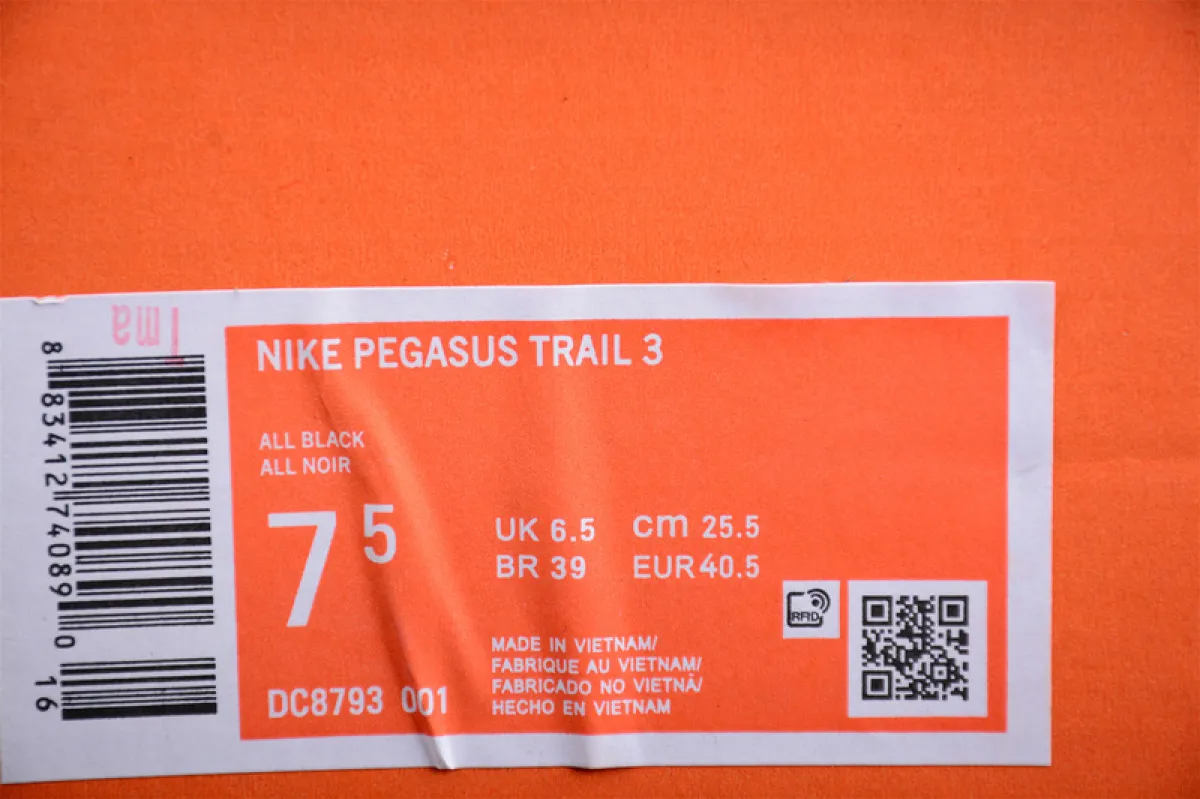 NIKE PEGASUS TRAIL 3
ALL BLACK
ALL NOIR
7 5
UK 6.5 cm 25.5
BR 39 EUR 40.5
RFID
MADE IN VIETNAM/
FABRIQUE AU VIETNAM/
FABRICADO NO VIETNÃ/
HECHO EN VIETNAM
DC8793 001
8 83412 74089 0 16